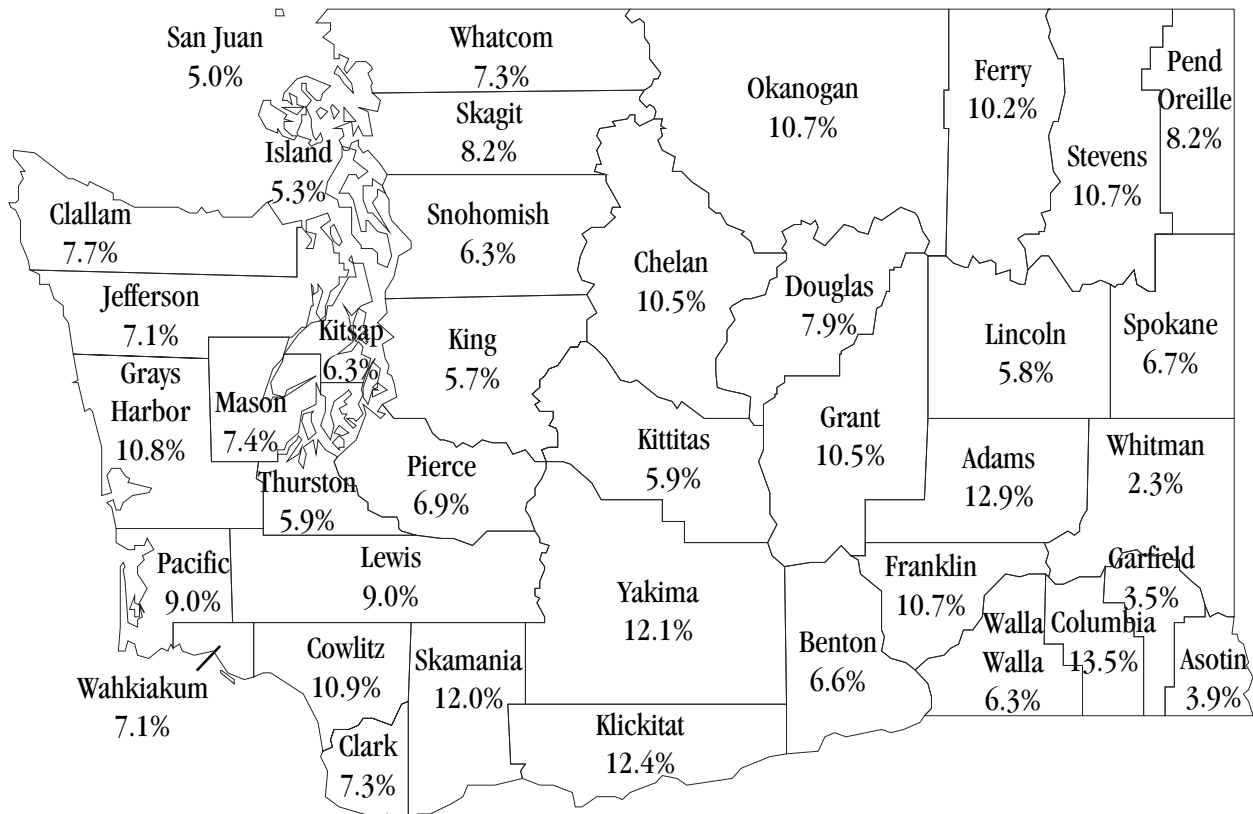 San Juan
5.0%
Whatcom
7.3%
Skagit
8.2%
Island
5.3%
Okanogan
10.7%
Ferry
10.2%
Pend
Oreille
8.2%
Stevens
10.7%
Clallam
7.7%
Snohomish
6.3%
Chelan
10.5%
Douglas
7.9%
Jefferson
7.1%
Kitsap
6.3%
King
5.7%
Lincoln
5.8%
Spokane
6.7%
Grays
Harbor
10.8%
Mason
7.4%
Kittitas
5.9%
Grant
10.5%
Adams
12.9%
Whitman
2.3%
Thurston
5.9%
Pierce
6.9%
Pacific
9.0%
Lewis
9.0%
Yakima
12.1%
Franklin
10.7%
Garfield
3.5%
Benton
6.6%
Walla
Walla
6.3%
Columbia
13.5%
Asotin
3.9%
Wahkiakum
7.1%
Cowlitz
10.9%
Skamania
12.0%
Clark
7.3%
Klickitat
12.4%